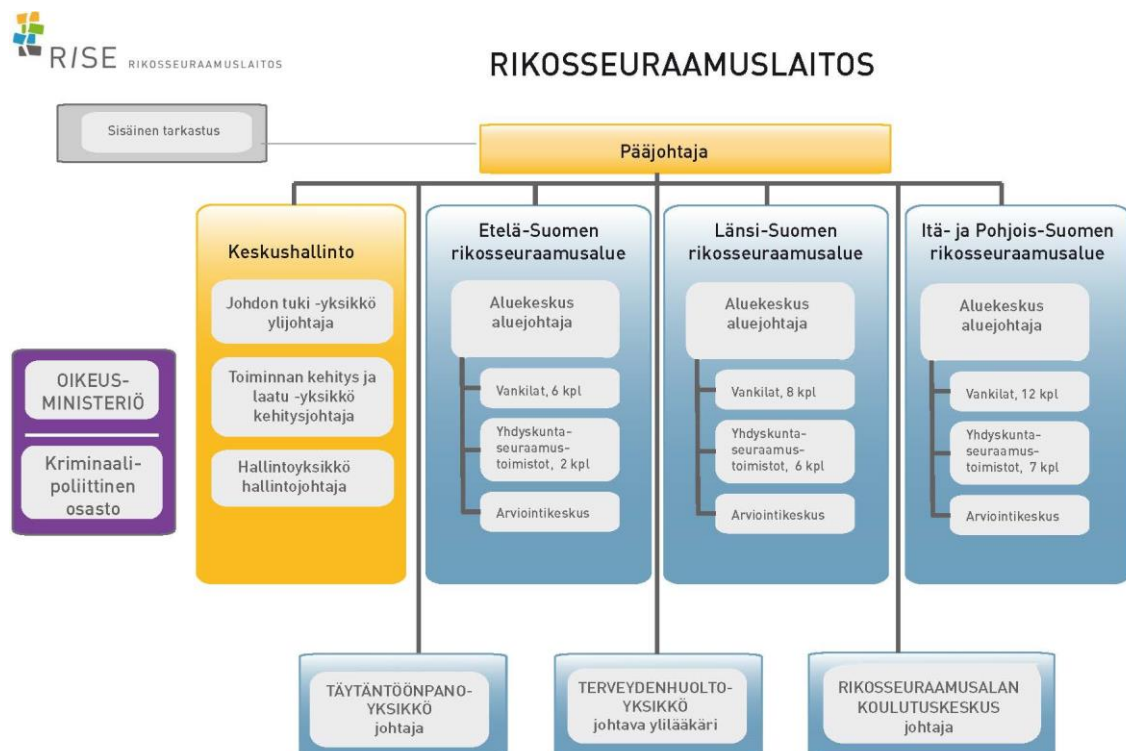 RISE RIKOSSEURAAMUSLAITOS
RIKOSSEURAAMUSLAITOS
Sisäinen tarkastus
Pääjohtaja
Keskushallinto
Johdon tuki -yksikkö
ylijohtaja
Toiminnan kehitys ja
laatu -yksikkö
kehitysjohtaja
Hallintoyksikkö
hallintojohtaja
Etelä-Suomen
rikosseuraamusalue
Aluekeskus
aluejohtaja
Vankilat, 6 kpl
Yhdyskunta-
seuraamus-
toimistot, 2 kpl
Arviointikeskus
Länsi-Suomen
rikosseuraamusalue
Aluekeskus
aluejohtaja
Vankilat, 8 kpl
Yhdyskunta-
seuraamus-
toimistot, 6 kpl
Arviointikeskus
Itä- ja Pohjois-Suomen
rikosseuraamusalue
Aluekeskus
aluejohtaja
Vankilat, 12 kpl
Yhdyskunta-
seuraamus-
toimistot, 7 kpl
Arviointikeskus
OIKEUS-
MINISTERIÖ
Kriminaali-
poliittinen
osasto
TÄYTÄNTÖÖNPANO-
YKSIKKÖ
johtaja
TERVEYDENHUOLTO-
YKSIKKÖ
johtava ylilääkäri
RIKOSSEURAAMUSALAN
KOULUTUSKESKUS
johtaja